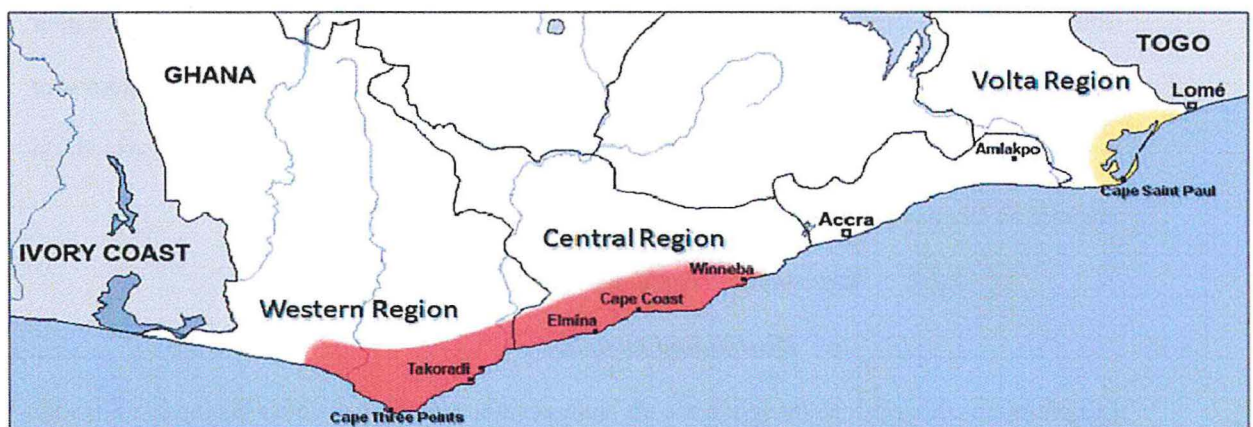 TOGO
GHANA
Volta Region
Lomé
Amlakpo
Cape Saint Paul
Accra
IVORY COAST
Central Region
Winneba
Western Region
Cape Coast
Elmina
Takoradi
Cape Three Points